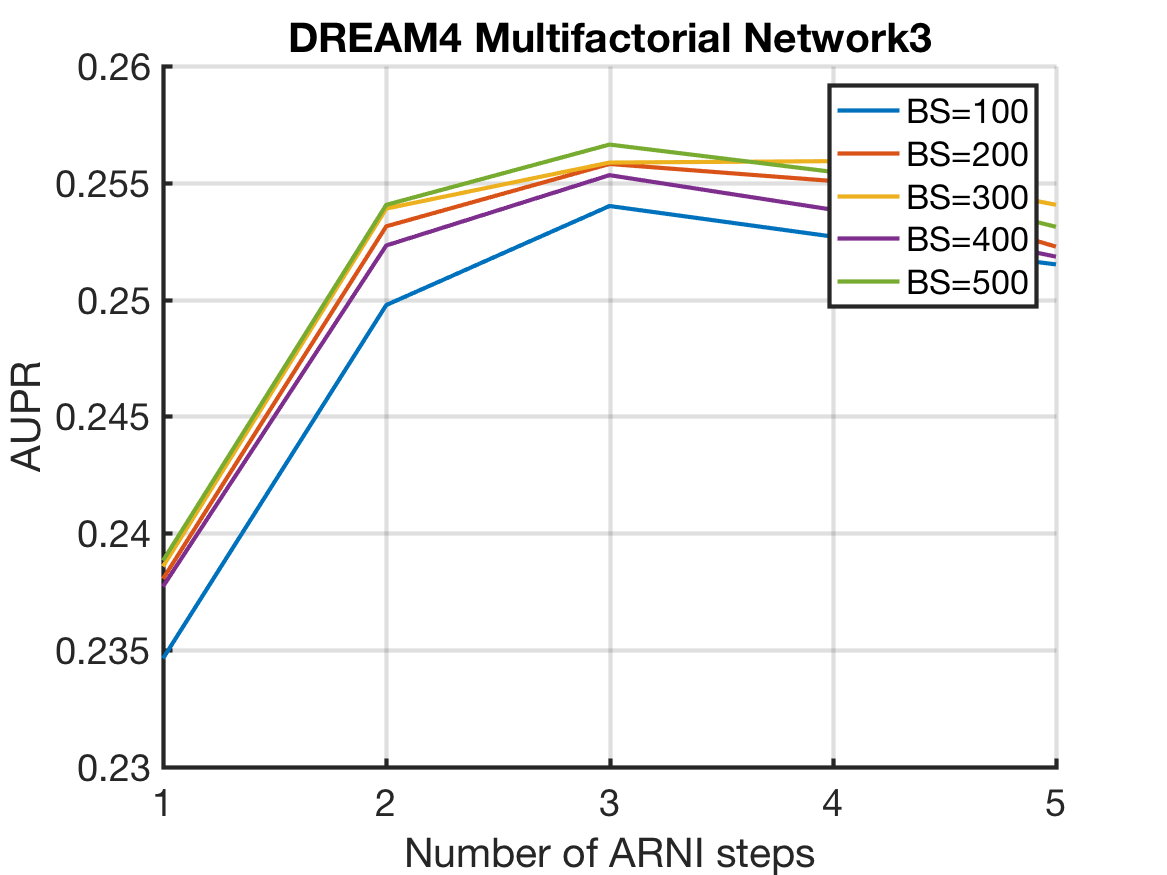 DREAM4 Multifactorial Network3
0.26
0.255
0.25
0.245
0.24
0.235
0.23
AUPR
BS=100
BS=200
BS=300
BS=400
BS=500
1 2 3 4 5
Number of ARNI steps